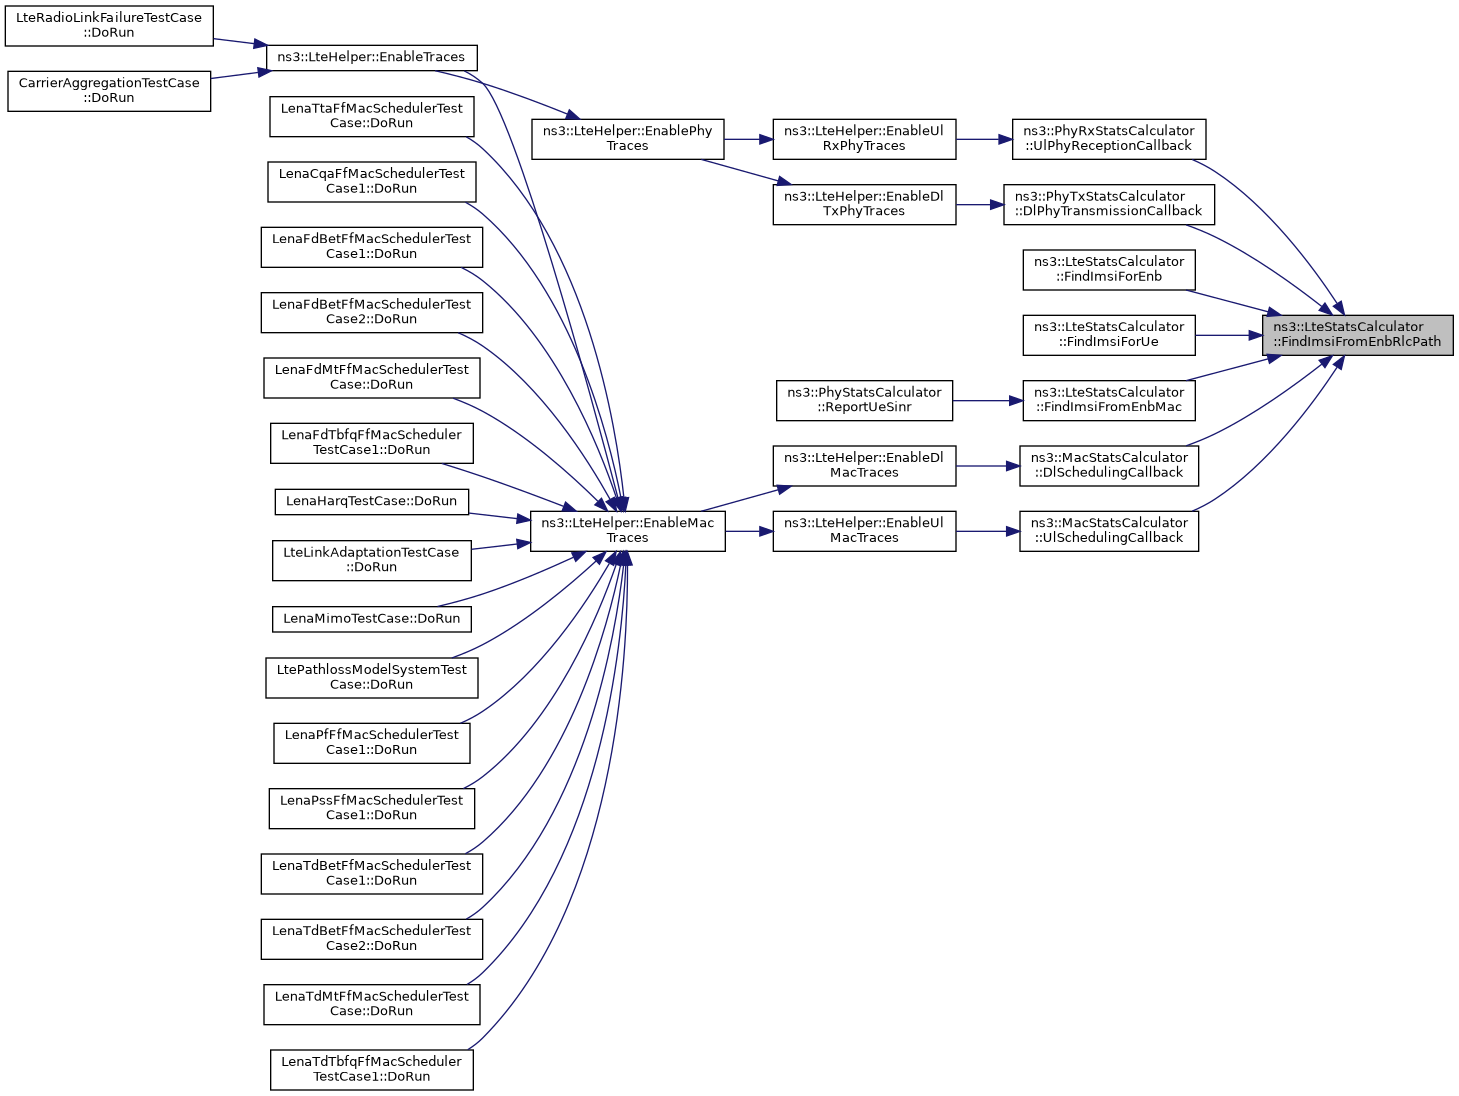 LteRadioLinkFailureTestCase
::DoRun
CarrierAggregationTestCase
::DoRun
ns3::LteHelper::EnableTraces
LenaTtaFfMacSchedulerTest
Case::DoRun
LenaCqaFfMacSchedulerTest
Case1::DoRun
LenaFdBetFfMacSchedulerTest
Case1::DoRun
LenaFdBetFfMacSchedulerTest
Case2::DoRun
LenaFdMtFfMacSchedulerTest
Case::DoRun
LenaFdTbfqFfMacScheduler
TestCase1::DoRun
LenaHarqTestCase::DoRun
LteLinkAdaptationTestCase
::DoRun
LenaMimoTestCase::DoRun
LtePathlossModelSystemTest
Case::DoRun
LenaPfFfMacSchedulerTest
Case1::DoRun
LenaPssFfMacSchedulerTest
Case1::DoRun
LenaTdBetFfMacSchedulerTest
Case1::DoRun
LenaTdBetFfMacSchedulerTest
Case2::DoRun
LenaTdMtFfMacSchedulerTest
Case::DoRun
LenaTdTbfqFfMacScheduler
TestCase1::DoRun
ns3::LteHelper::EnablePhy
Traces
ns3::LteHelper::EnableMac
Traces
ns3::LteHelper::EnableUl
RxPhyTraces
ns3::LteHelper::EnableDl
TxPhyTraces
ns3::PhyStatsCalculator
::ReportUeSinr
ns3::LteHelper::EnableDl
MacTraces
ns3::LteHelper::EnableUl
MacTraces
ns3::PhyRxStatsCalculator
::UlPhyReceptionCallback
ns3::PhyTxStatsCalculator
::DlPhyTransmissionCallback
ns3::LteStatsCalculator
::FindImsiForEnb
ns3::LteStatsCalculator
::FindImsiForUe
ns3::LteStatsCalculator
::FindImsiFromEnbMac
ns3::MacStatsCalculator
::DlSchedulingCallback
ns3::MacStatsCalculator
::UlSchedulingCallback
ns3::LteStatsCalculator
::FindImsiFromEnbRlcPath